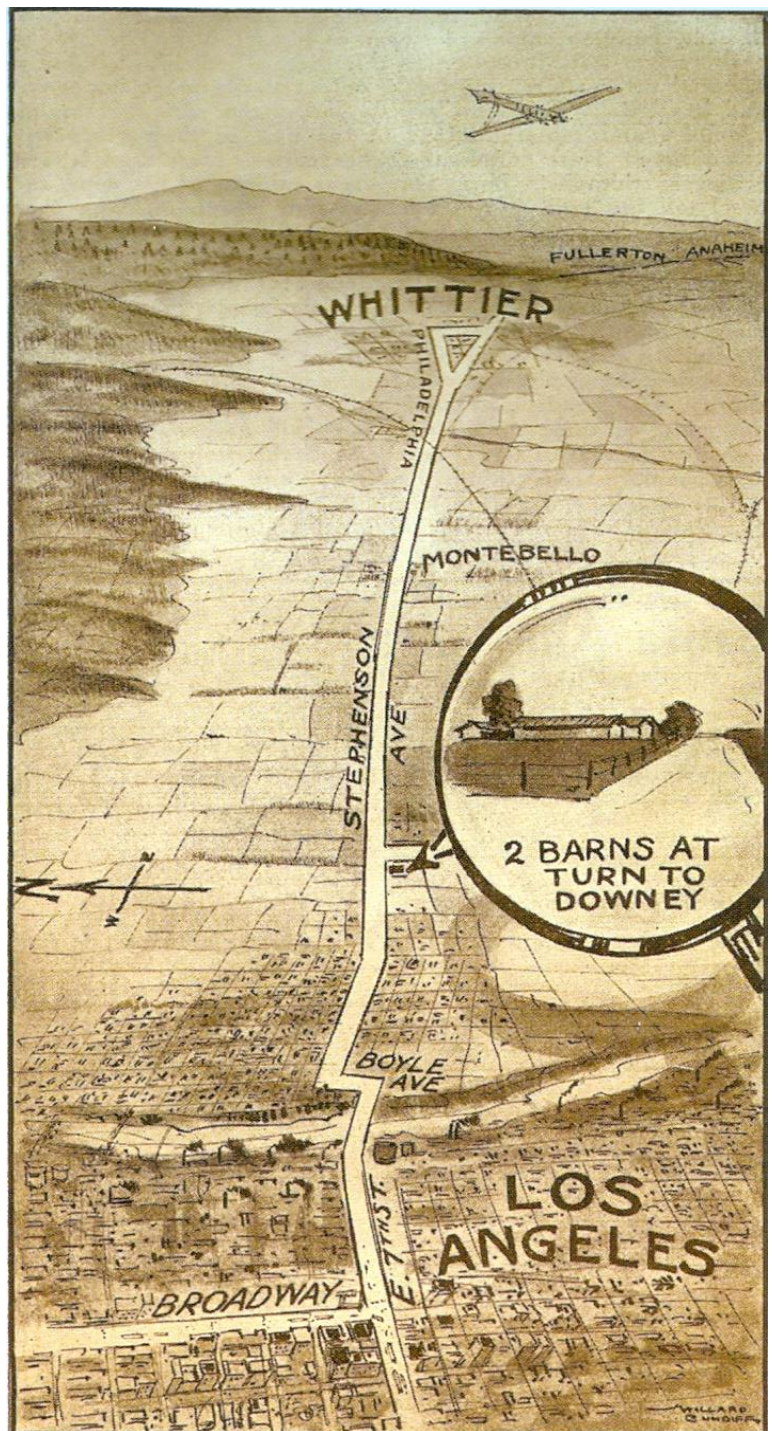 FULLERTON ANAHEIM
WHITTIER
PHILADELPHIA
MONTEBELLO
STEPHENSON
AVE
2 BARNS AT
TURN TO
DOWNEY
N
E
W
BOYLE
AVE
LOS
ANGELES
E. 7TH ST.
BROADWAY
WILLARD
CUNDIFF